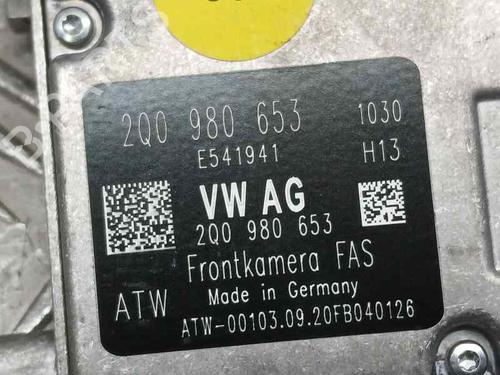 2Q0 980 653 1030
E541941 H13
VW AG
2Q0 980 653
Frontkamera FAS
ATW Made in Germany
ATW-00103.09.20FB040126